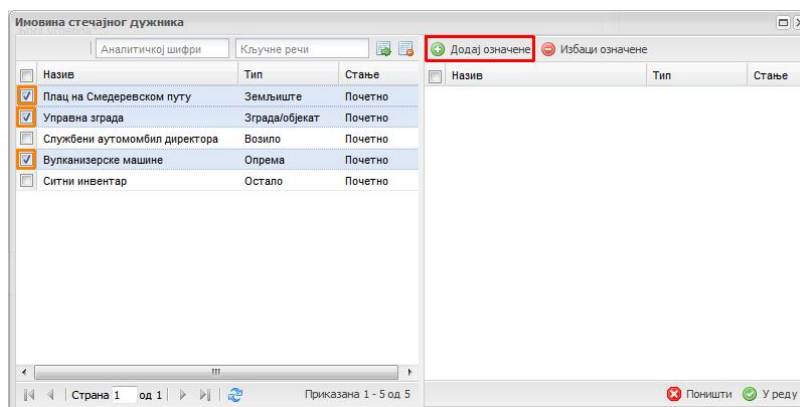 Имовина стечајног дужника
Аналитичкој шифри Кључне речи Додај означене Избаци означене
Назив Тип Стање Назив Тип Стање
Плац на Смедеревском путу Земљиште Почетно
Управна зграда Зграда/објекат Почетно
Службени аутомомбил директора Возило Почетно
Вулканизерске машине Опрема Почетно
Ситни инвентар Остало Почетно
Страна 1 од 1 Приказана 1 - 5 од 5 Поништи У реду